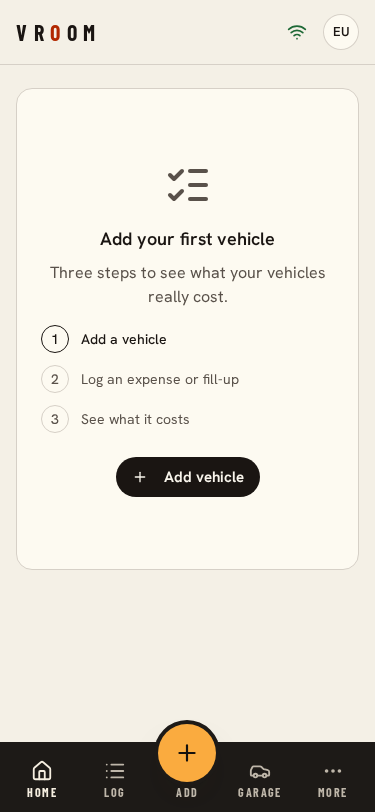 VROOM
EU
Add your first vehicle
Three steps to see what your vehicles
really cost.
1 Add a vehicle
2 Log an expense or fill-up
3 See what it costs
+ Add vehicle
HOME LOG ADD GARAGE MORE